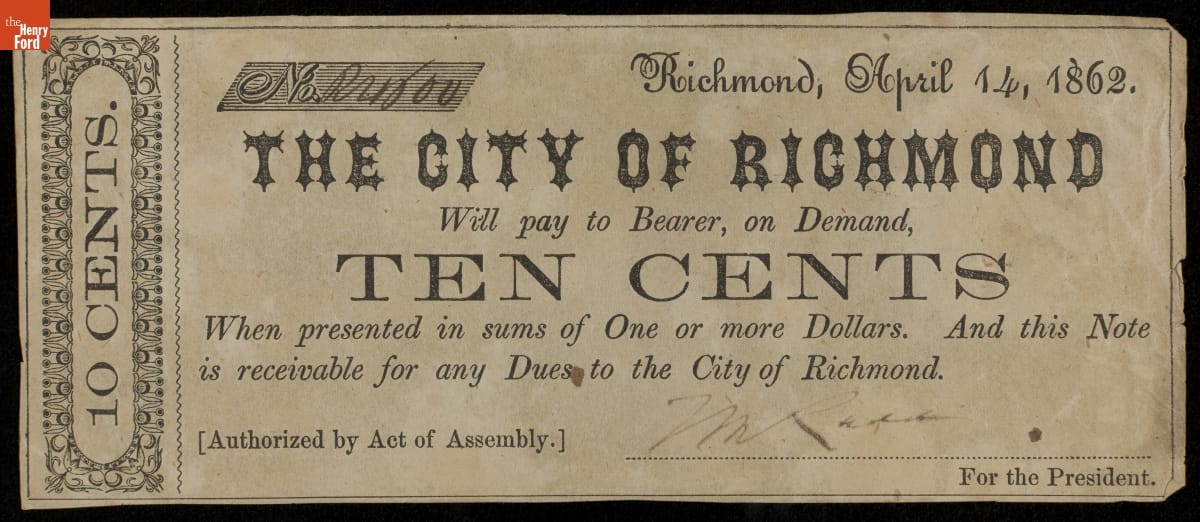 the
Henry
Ford
10 CENTS.
No.
Richmond, April 14, 1862.
THE CITY OF RICHMOND
Will pay to Bearer, on Demand,
TEN CENTS
When presented in sums of One or more Dollars. And this Note
is receivable for any Dues to the City of Richmond.
[Authorized by Act of Assembly.]
For the President.